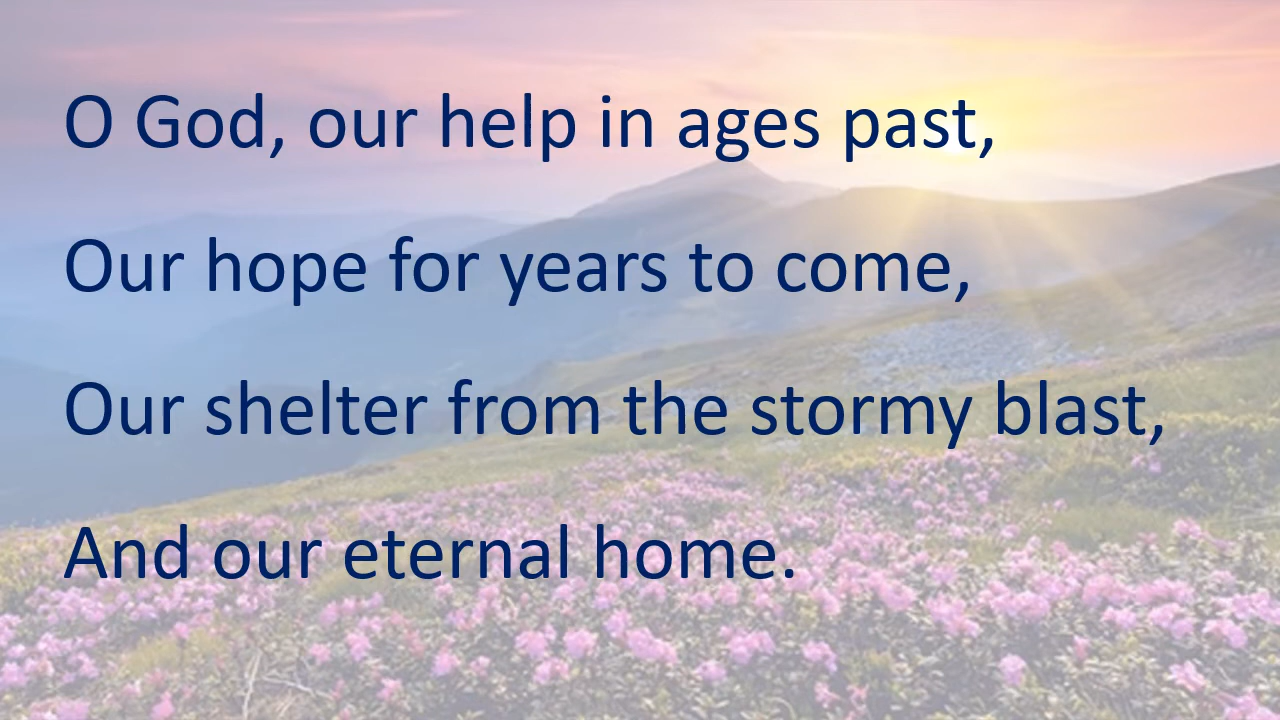 O God, our help in ages past,
Our hope for years to come,
Our shelter from the stormy blast,
And our eternal home.